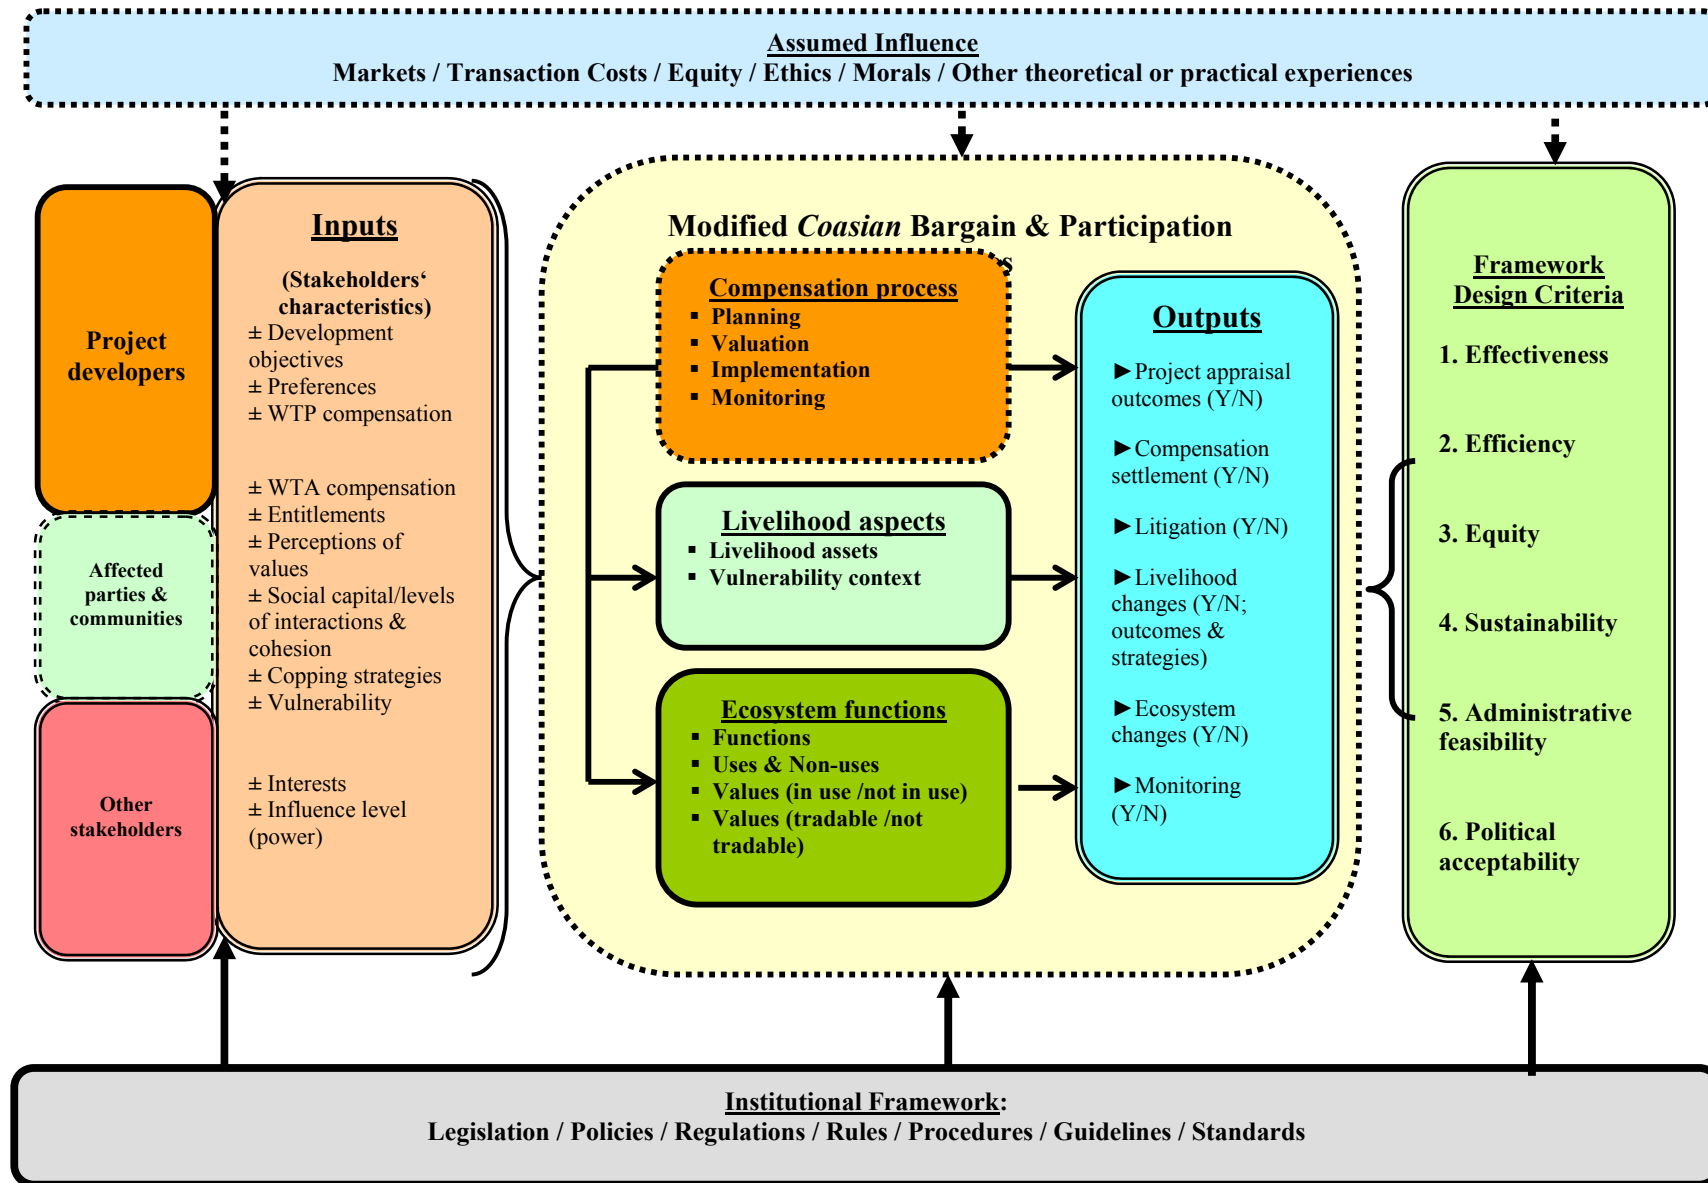 Assumed Influence
Markets / Transaction Costs / Equity / Ethics / Morals / Other theoretical or practical experiences
Project
developers
Affected
parties &
communities
Other
stakeholders
Inputs
(Stakeholders‘
characteristics)
± Development
objectives
± Preferences
± WTP compensation
± WTA compensation
± Entitlements
± Perceptions of
values
± Social capital/levels
of interactions &
cohesion
± Copping strategies
± Vulnerability
± Interests
± Influence level
(power)
Modified Coasian Bargain & Participation
Compensation process
▪ Planning
▪ Valuation
▪ Implementation
▪ Monitoring
Livelihood aspects
▪ Livelihood assets
▪ Vulnerability context
Ecosystem functions
▪ Functions
▪ Uses & Non-uses
▪ Values (in use /not in use)
▪ Values (tradable /not
tradable)
Outputs
►Project appraisal
outcomes (Y/N)
►Compensation
settlement (Y/N)
►Litigation (Y/N)
►Livelihood
changes (Y/N;
outcomes &
strategies)
►Ecosystem
changes (Y/N)
►Monitoring
(Y/N)
Framework
Design Criteria
1. Effectiveness
2. Efficiency
3. Equity
4. Sustainability
5. Administrative
feasibility
6. Political
acceptability
Institutional Framework:
Legislation / Policies / Regulations / Rules / Procedures / Guidelines / Standards